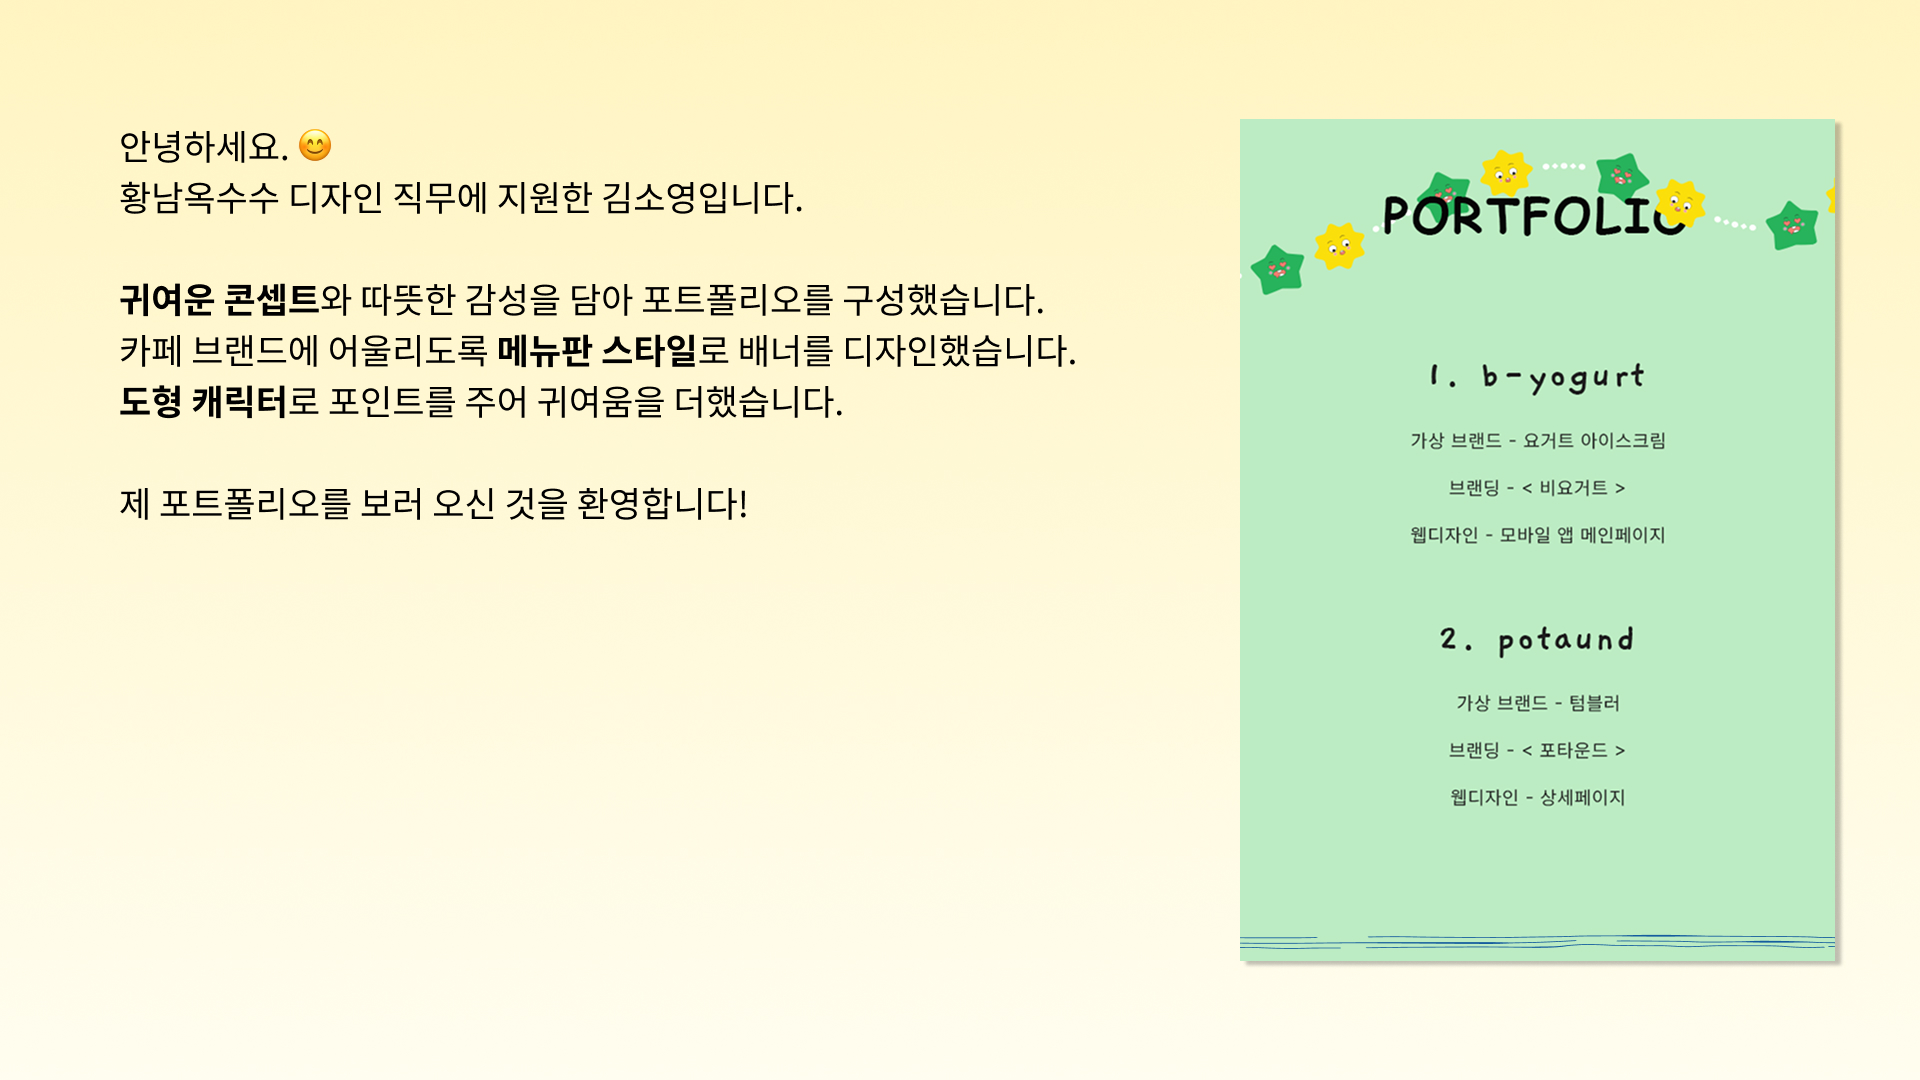 안녕하세요. 😊
황남옥수수 디자인 직무에 지원한 김소영입니다.
귀여운 콘셉트와 따뜻한 감성을 담아 포트폴리오를 구성했습니다.
카페 브랜드에 어울리도록 메뉴판 스타일로 배너를 디자인했습니다.
도형 캐릭터로 포인트를 주어 귀여움을 더했습니다.
제 포트폴리오를 보러 오신 것을 환영합니다!
PORTFOLIO
1. b-yogurt
가상 브랜드 - 요거트 아이스크림
브랜딩 - < 비요거트 >
웹디자인 - 모바일 앱 메인페이지
2. potaund
가상 브랜드 - 텀블러
브랜딩 - < 포타운드 >
웹디자인 - 상세페이지